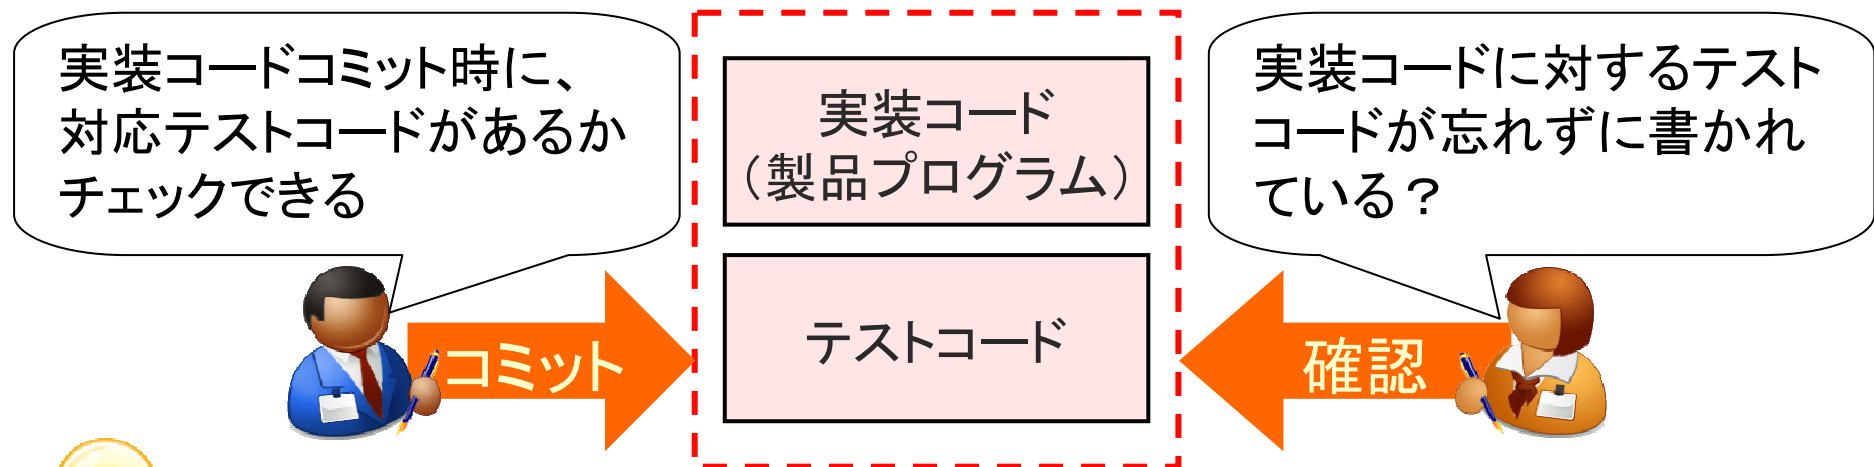 実装コードコミット時に、
対応テストコードがあるか
チェックできる
実装コード
（製品プログラム）
テストコード
実装コードに対するテスト
コードが忘れずに書かれ
ている？
コミット
確認